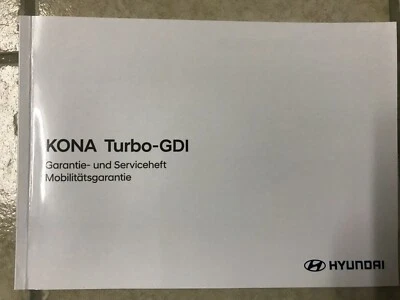 KONA Turbo-GDI
Garantie- und Serviceheft
Mobilitätsgarantie
HYUNDAI